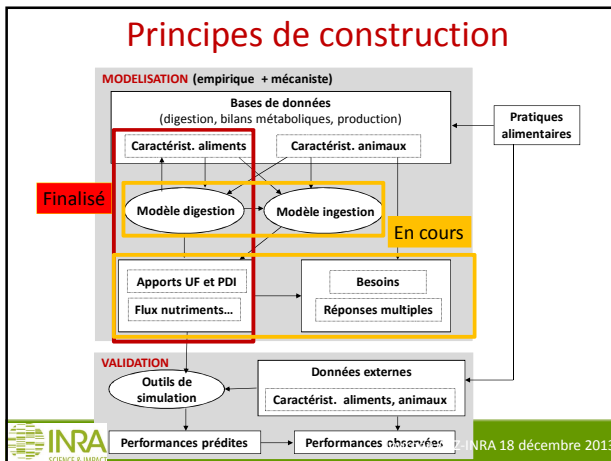 Principes de construction
MODELISATION (empirique + mécaniste)
Bases de données
(digestion, bilans métaboliques, production)
Pratiques
alimentaires
Caractérist. aliments
Caractérist. animaux
Finalisé
Modèle digestion
Modèle ingestion
En cours
Apports UF et PDI
Besoins
Flux nutriments...
Réponses multiples
VALIDATION
Données externes
Outils de
simulation
Caractérist. aliments, animaux
INRA
SCIENCE & IMPACT
Performances prédites
Performances observées
Z-INRA 18 décembre 2013